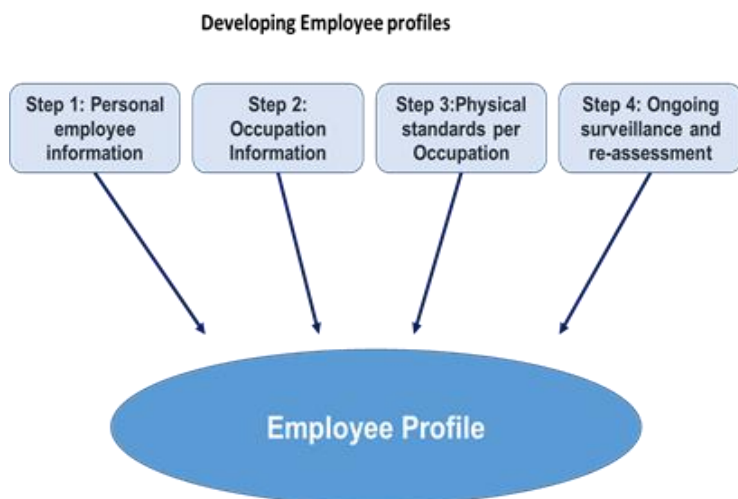 Developing Employee profiles
Step 1: Personal
employee
information
Step 2:
Occupation
Information
Step 3:Physical
standards per
Occupation
Step 4: Ongoing
surveillance and
re-assessment
Employee Profile